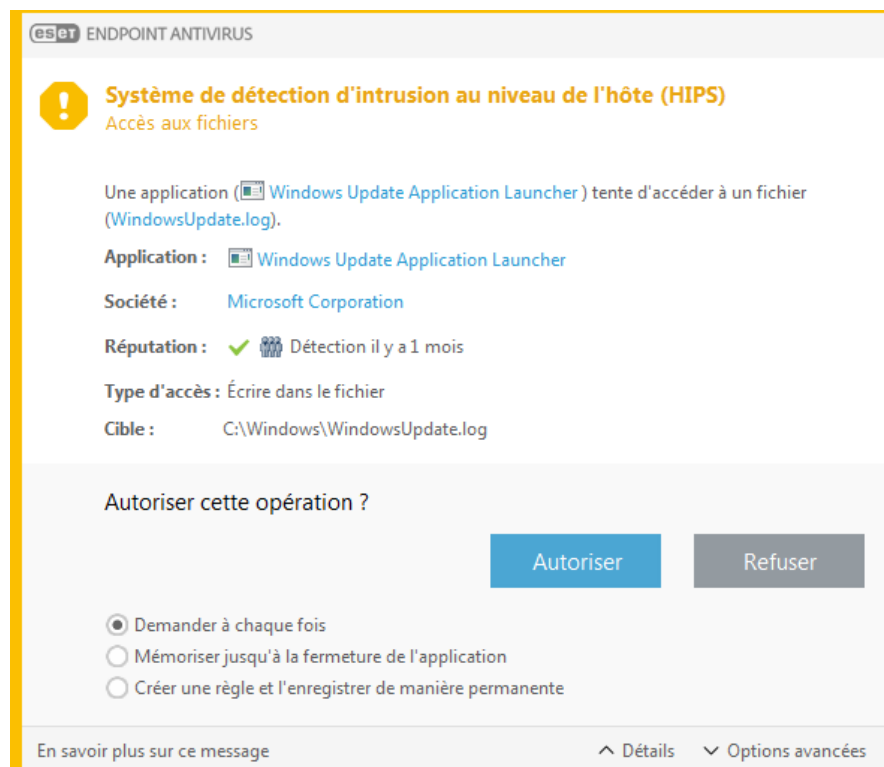 eset ENDPOINT ANTIVIRUS
Système de détection d'intrusion au niveau de l'hôte (HIPS)
Accès aux fichiers
Une application ( Windows Update Application Launcher ) tente d'accéder à un fichier
(WindowsUpdate.log).
Application : Windows Update Application Launcher
Société : Microsoft Corporation
Réputation : Détection il y a 1 mois
Type d'accès : Écrire dans le fichier
Cible : C:\Windows\WindowsUpdate.log
Autoriser cette opération ?
Autoriser Refuser
Demander à chaque fois
Mémoriser jusqu'à la fermeture de l'application
Créer une règle et l'enregistrer de manière permanente
En savoir plus sur ce message Détails Options avancées